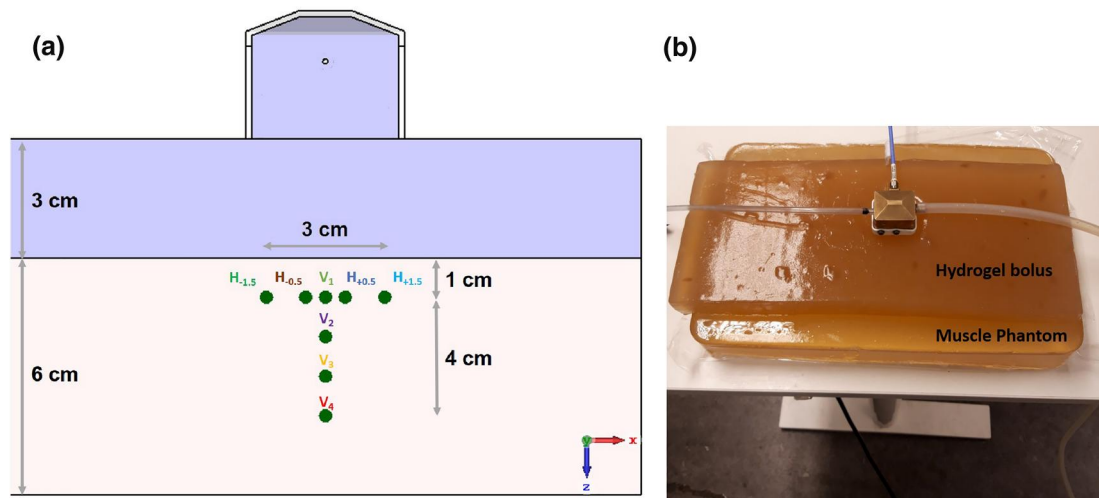 (a)
3 cm
3 cm
H-1.5 H-0.5 V1 H+0.5 H+1.5
1 cm
V2
V3
4 cm
V4
6 cm
y x
z
(b)
Hydrogel bolus
Muscle Phantom